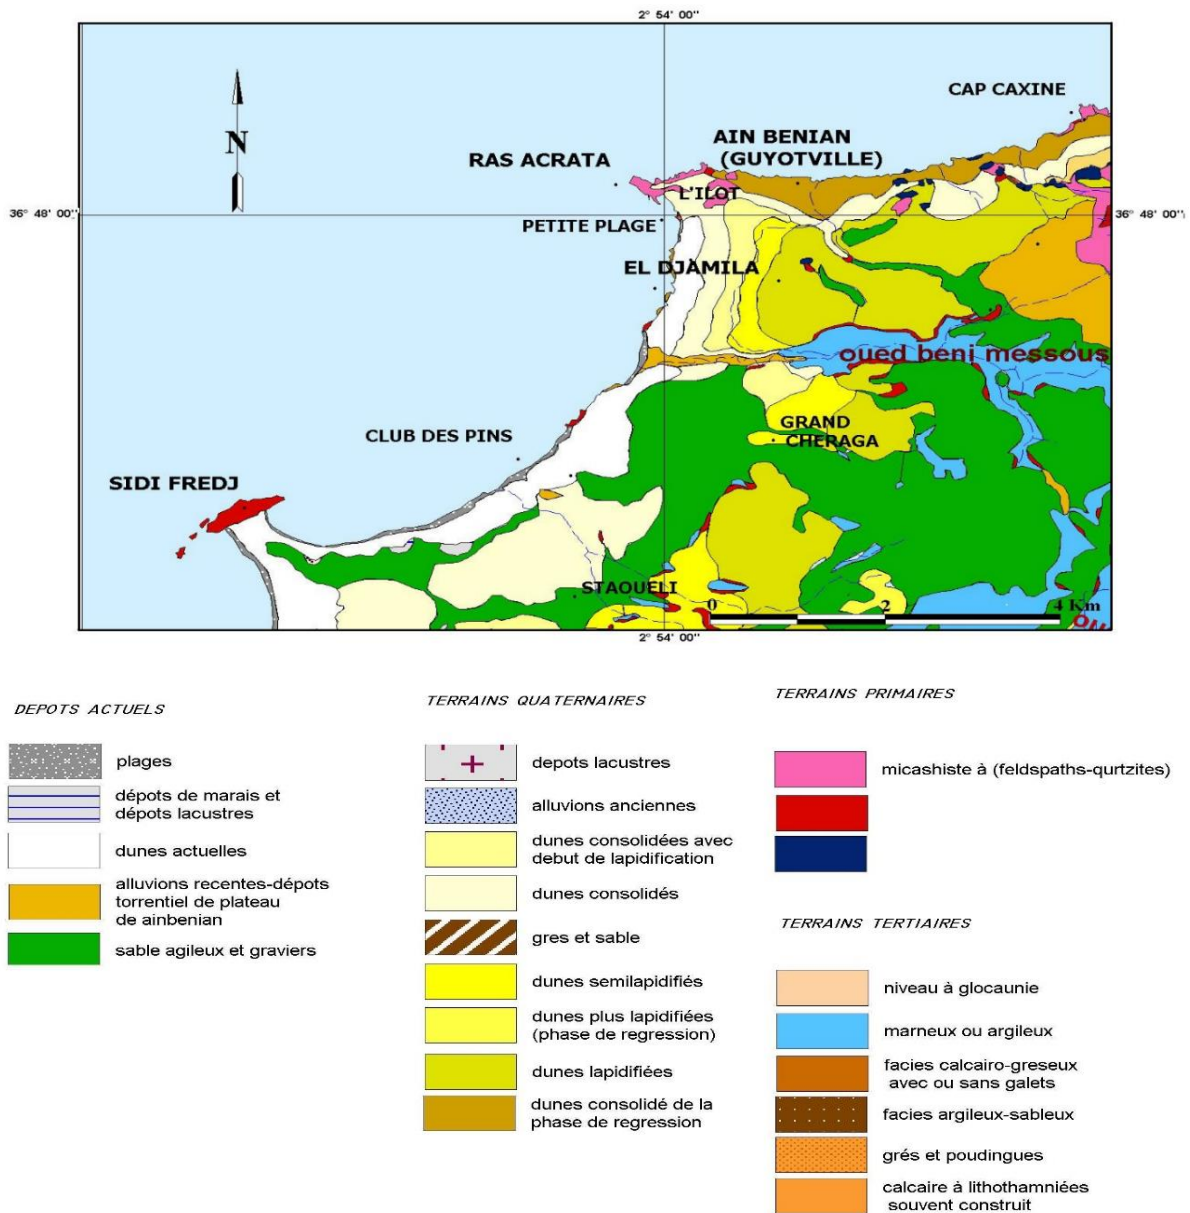 2° 54' 00''
CAP CAXINE
AIN BENIAN
(GUYOTVILLE)
RAS ACRATA
N
L'ILOT
36° 48' 00''
36° 48' 00''
PETITE PLAGE
EL DJAMILA
oued beni messous
GRAND
CHERAGA
CLUB DES PINS
SIDI FREDJ
STAOUELI
0 2 4 Km
2° 54' 00''
DEPOTS ACTUELS
plages
dépots de marais et
dépots lacustres
dunes actuelles
alluvions recentes-dépots
torrentiel de plateau
de ainbenian
sable agileux et graviers
TERRAINS QUATERNAIRES
depots lacustres
alluvions anciennes
dunes consolidées avec
debut de lapidification
dunes consolidés
gres et sable
dunes semilapidifiés
dunes plus lapidifiées
(phase de regression)
dunes lapidifiées
dunes consolidé de la
phase de regression
TERRAINS PRIMAIRES
micashiste à (feldspaths-qurtzites)
TERRAINS TERTIAIRES
niveau à glocaunie
marneux ou argileux
facies calcairo-greseux
avec ou sans galets
facies argileux-sableux
grés et poudingues
calcaire à lithothamniées
souvent construit